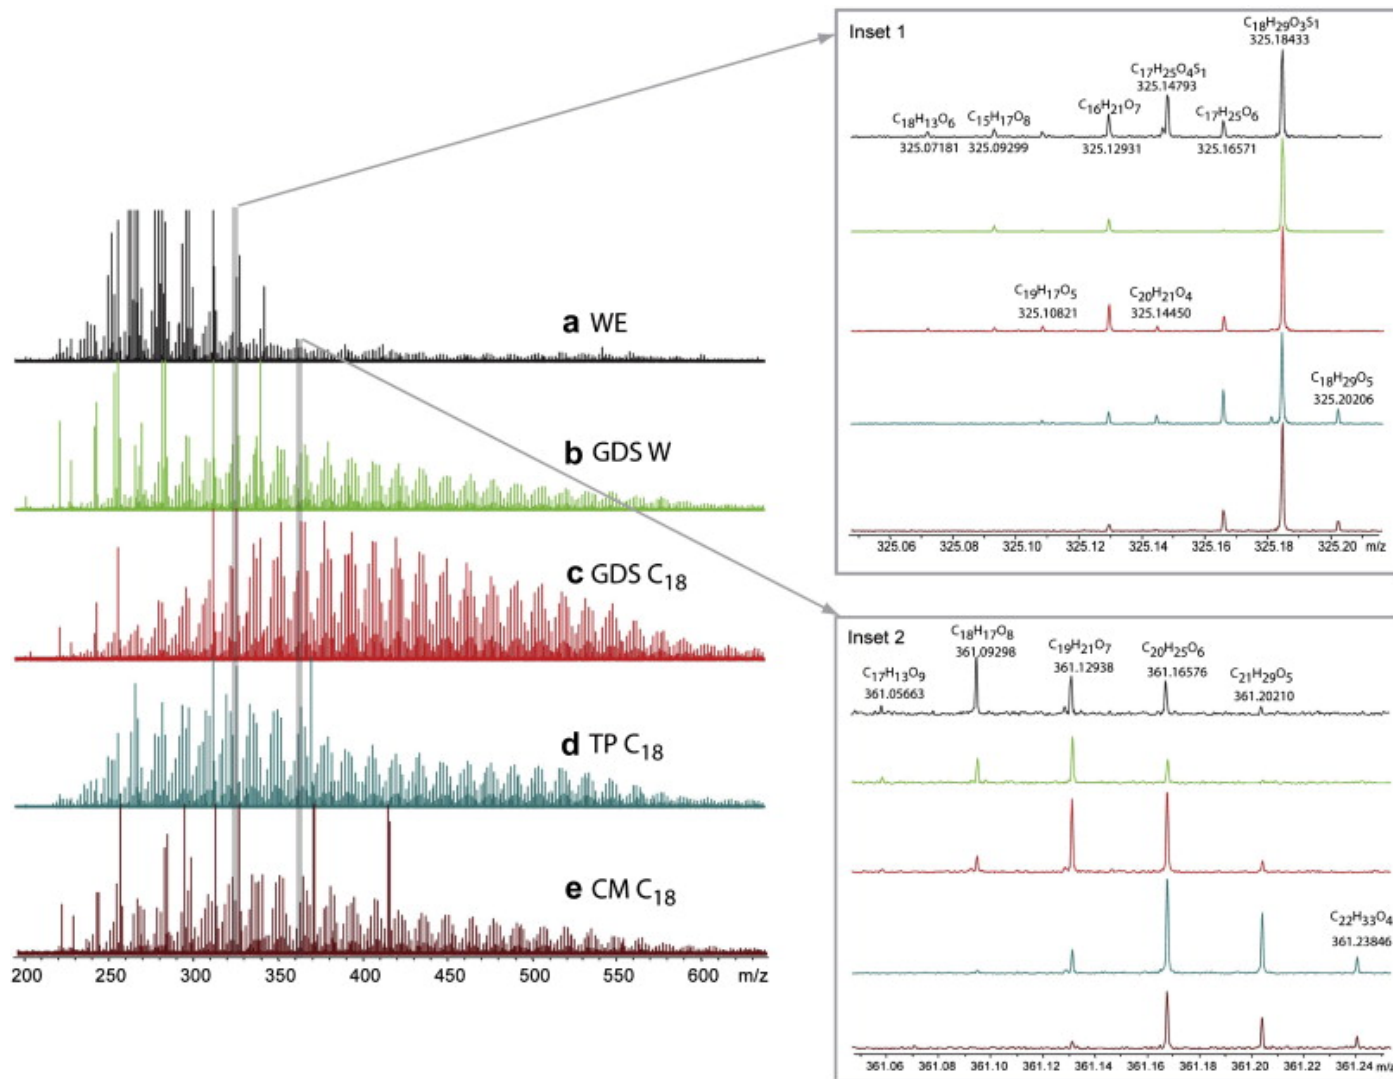 a WE
b GDS W
c GDS C18
d TP C18
e CM C18
200 250 300 350 400 450 500 550 600 m/z
Inset 1
C18H29O3S1
325.18433
C17H25O4S1
325.14793
C18H13O6
325.07181
C15H17O8
325.09299
C16H21O7
325.12931
C17H25O6
325.16571
C19H17O5
325.10821
C20H21O4
325.14450
C18H29O5
325.20206
325.06 325.08 325.10 325.12 325.14 325.16 325.18 325.20 m/z
Inset 2
C17H13O9
361.05663
C18H17O8
361.09298
C19H21O7
361.12938
C20H25O6
361.16576
C21H29O5
361.20210
C22H33O4
361.23846
361.06 361.08 361.10 361.12 361.14 361.16 361.18 361.20 361.22 361.24 m/z